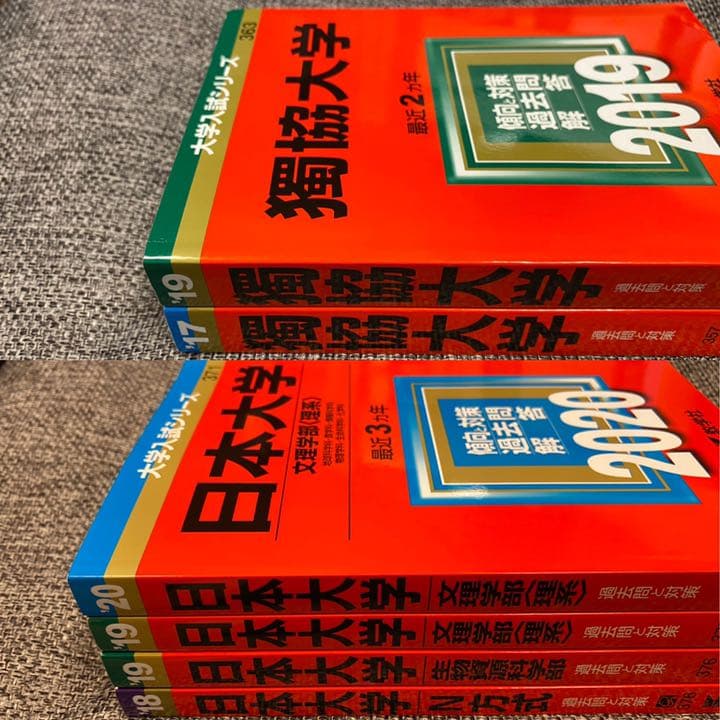 大学入試シリーズ
363
獨協大学
最近2ヵ年
傾向と対策
過去問
解答
2019
'19 獨協大学 過去問と対策
'17 獨協大学 過去問と対策 357
大学入試シリーズ
371
日本大学
文理学部〈理系〉
最近3ヵ年
傾向と対策
過去問
解答
2020
'20 日本大学 文理学部〈理系〉 過去問と対策
'19 日本大学 文理学部〈理系〉 過去問と対策
'19 日本大学 生物資源科学部 過去問と対策 376
'18 日本大学 N方式 過去問と対策 378